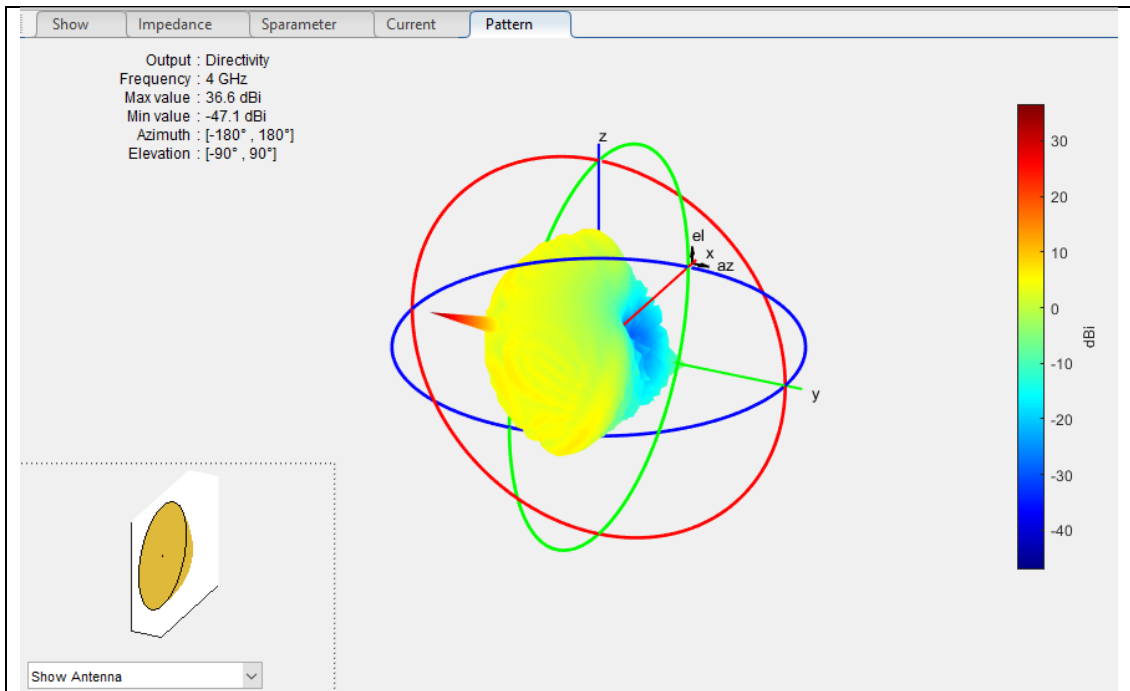 Show Impedance Sparameter Current Pattern
Output : Directivity
Frequency : 4 GHz
Max value : 36.6 dBi
Min value : -47.1 dBi
Azimuth : [-180° , 180°]
Elevation : [-90° , 90°]
z
el
x
az
y
30
20
10
0
-10
-20
-30
-40
dBi
Show Antenna